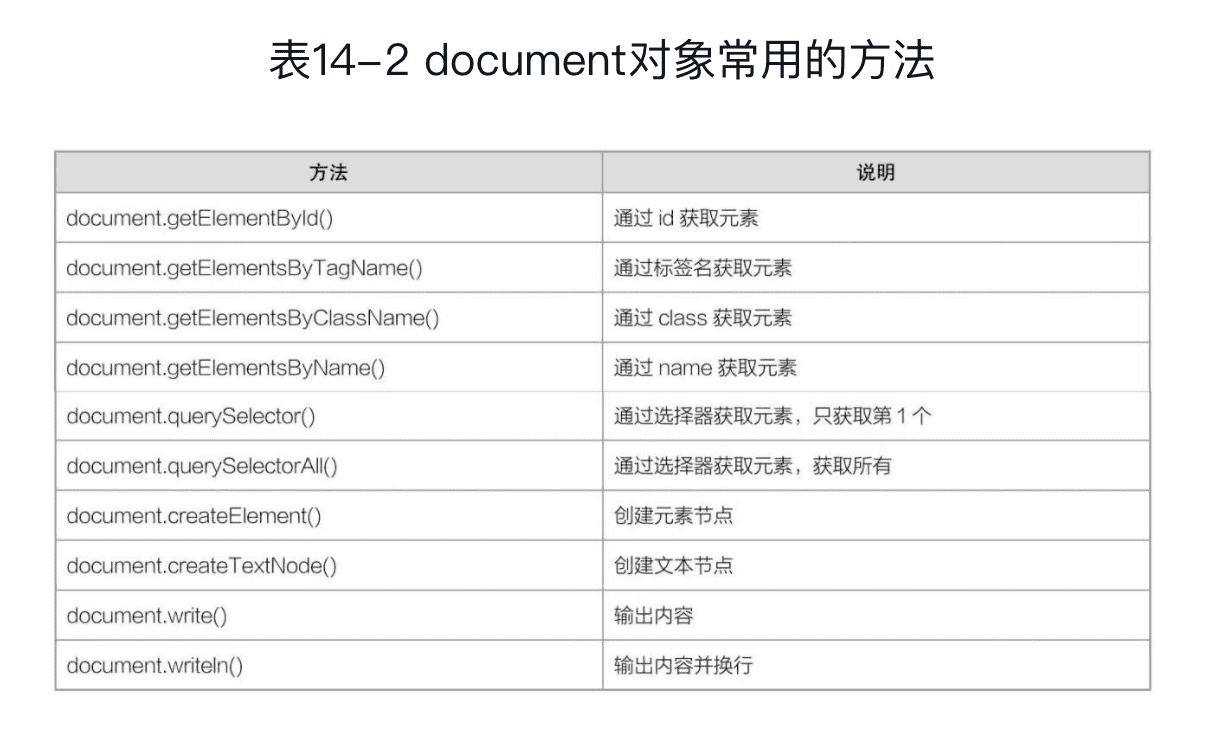 表14-2 document对象常用的方法
方法 说明
document.getElementById() 通过 id 获取元素
document.getElementsByTagName() 通过标签名获取元素
document.getElementsByClassName() 通过 class 获取元素
document.getElementsByName() 通过 name 获取元素
document.querySelector() 通过选择器获取元素，只获取第 1 个
document.querySelectorAll() 通过选择器获取元素，获取所有
document.createElement() 创建元素节点
document.createTextNode() 创建文本节点
document.write() 输出内容
document.writeln() 输出内容并换行